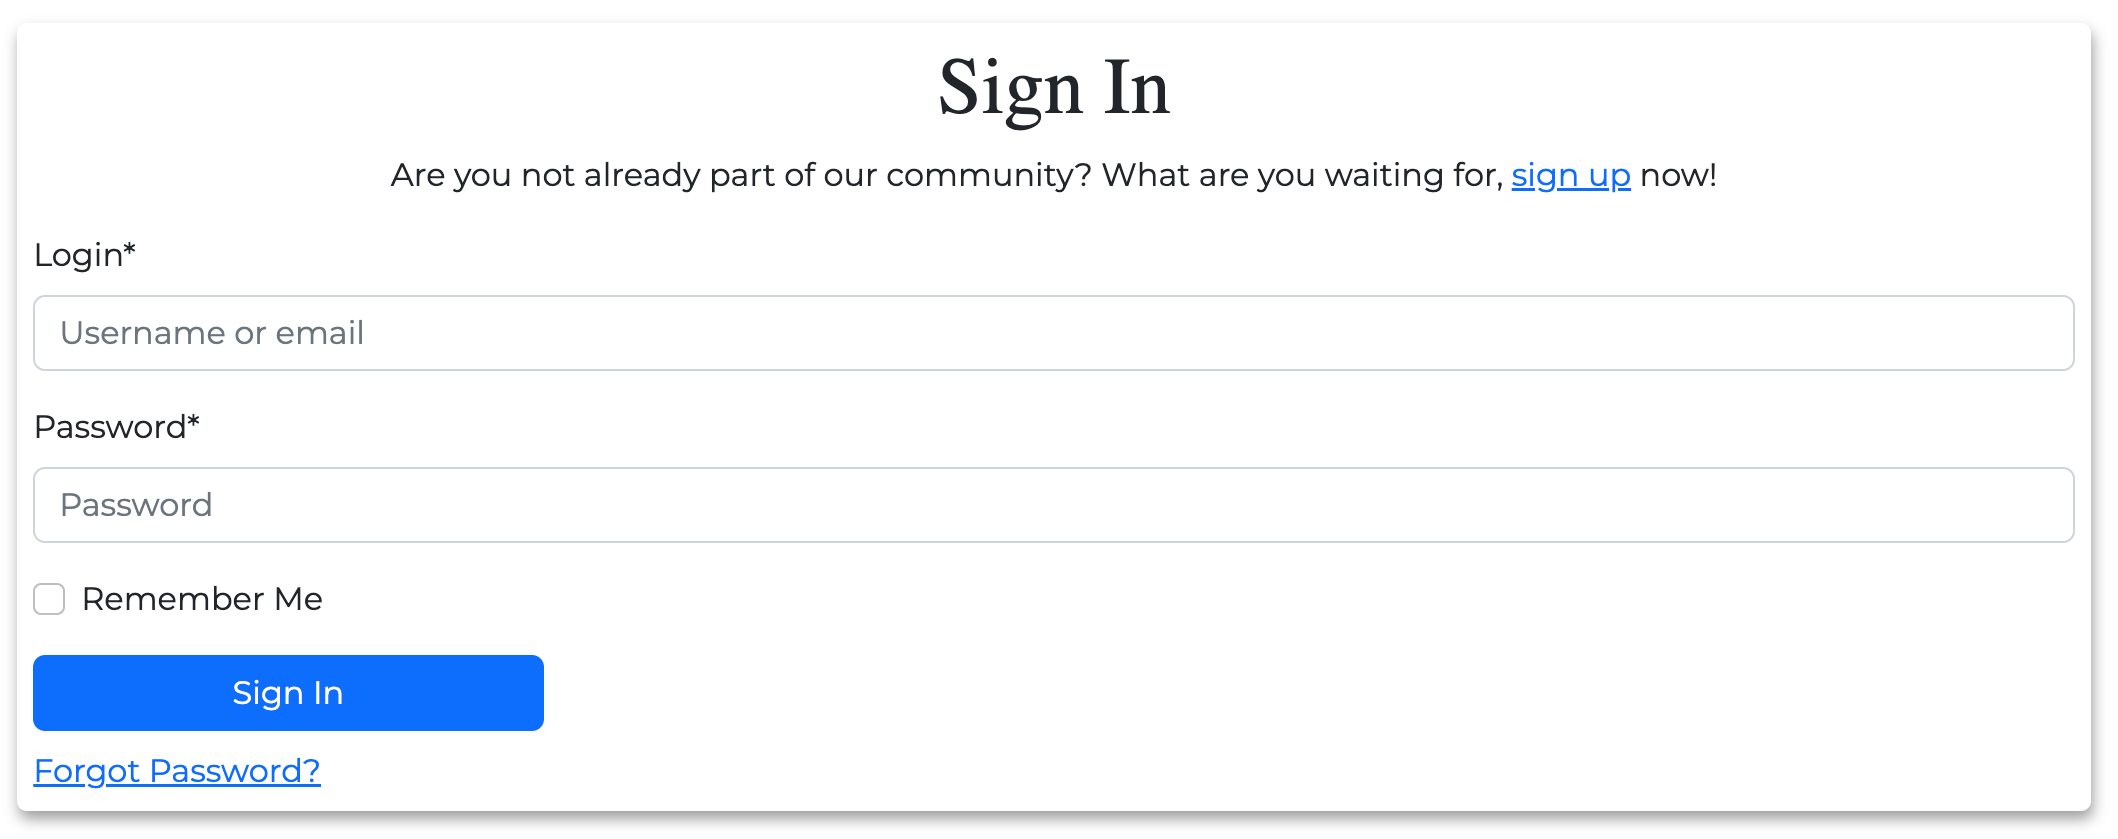 Sign In
Are you not already part of our community? What are you waiting for, sign up now!
Login*
Username or email
Password*
Password
Remember Me
Sign In
Forgot Password?